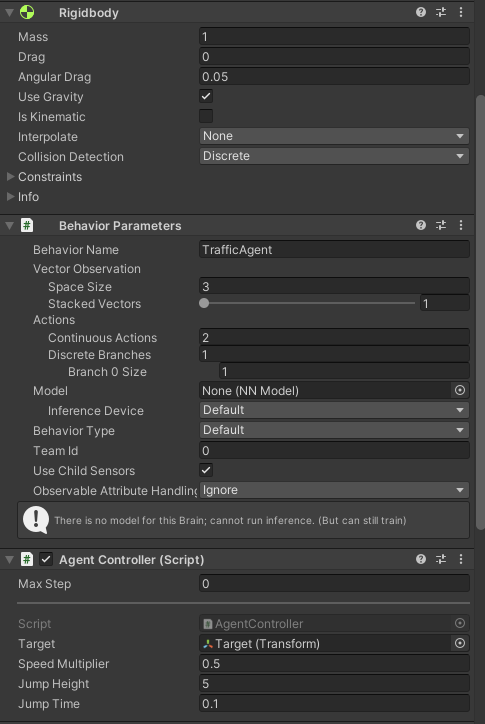 Rigidbody
Mass 1
Drag 0
Angular Drag 0.05
Use Gravity
Is Kinematic
Interpolate None
Collision Detection Discrete
Constraints
Info
# Behavior Parameters
Behavior Name TrafficAgent
Vector Observation
Space Size 3
Stacked Vectors 1
Actions
Continuous Actions 2
Discrete Branches 1
Branch 0 Size 1
Model None (NN Model)
Inference Device Default
Behavior Type Default
Team Id 0
Use Child Sensors
Observable Attribute Handling Ignore
There is no model for this Brain; cannot run inference. (But can still train)
# Agent Controller (Script)
Max Step 0
Script AgentController
Target Target (Transform)
Speed Multiplier 0.5
Jump Height 5
Jump Time 0.1